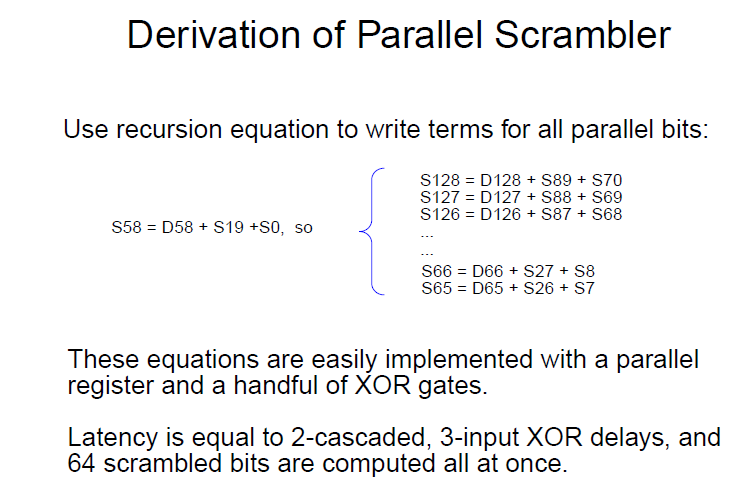 Derivation of Parallel Scrambler
Use recursion equation to write terms for all parallel bits:
S58 = D58 + S19 +S0, so
S128 = D128 + S89 + S70
S127 = D127 + S88 + S69
S126 = D126 + S87 + S68
...
...
S66 = D66 + S27 + S8
S65 = D65 + S26 + S7
These equations are easily implemented with a parallel
register and a handful of XOR gates.
Latency is equal to 2-cascaded, 3-input XOR delays, and
64 scrambled bits are computed all at once.